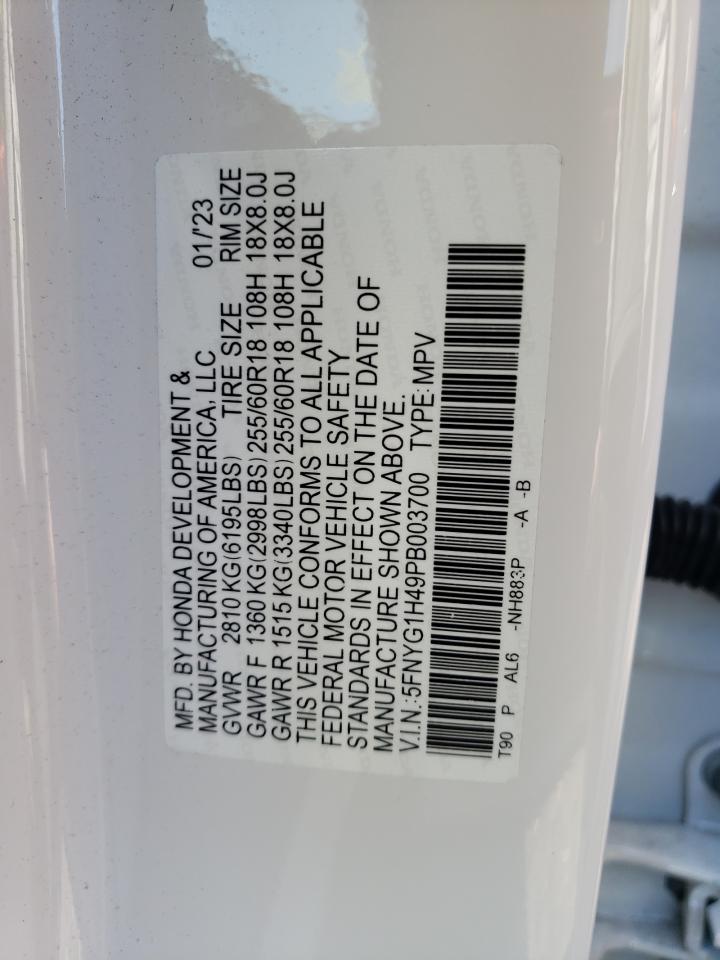 MFD. BY HONDA DEVELOPMENT &
MANUFACTURING OF AMERICA, LLC 01/'23
GVWR 2810 KG(6195LBS) TIRE SIZE RIM SIZE
GAWR F 1360 KG(2998LBS) 255/60R18 108H 18X8.0J
GAWR R 1515 KG(3340LBS) 255/60R18 108H 18X8.0J
THIS VEHICLE CONFORMS TO ALL APPLICABLE
FEDERAL MOTOR VEHICLE SAFETY
STANDARDS IN EFFECT ON THE DATE OF
MANUFACTURE SHOWN ABOVE.
V.I.N.:5FNYG1H49PB003700 TYPE: MPV
T90 P AL6 -NH883P -A -B